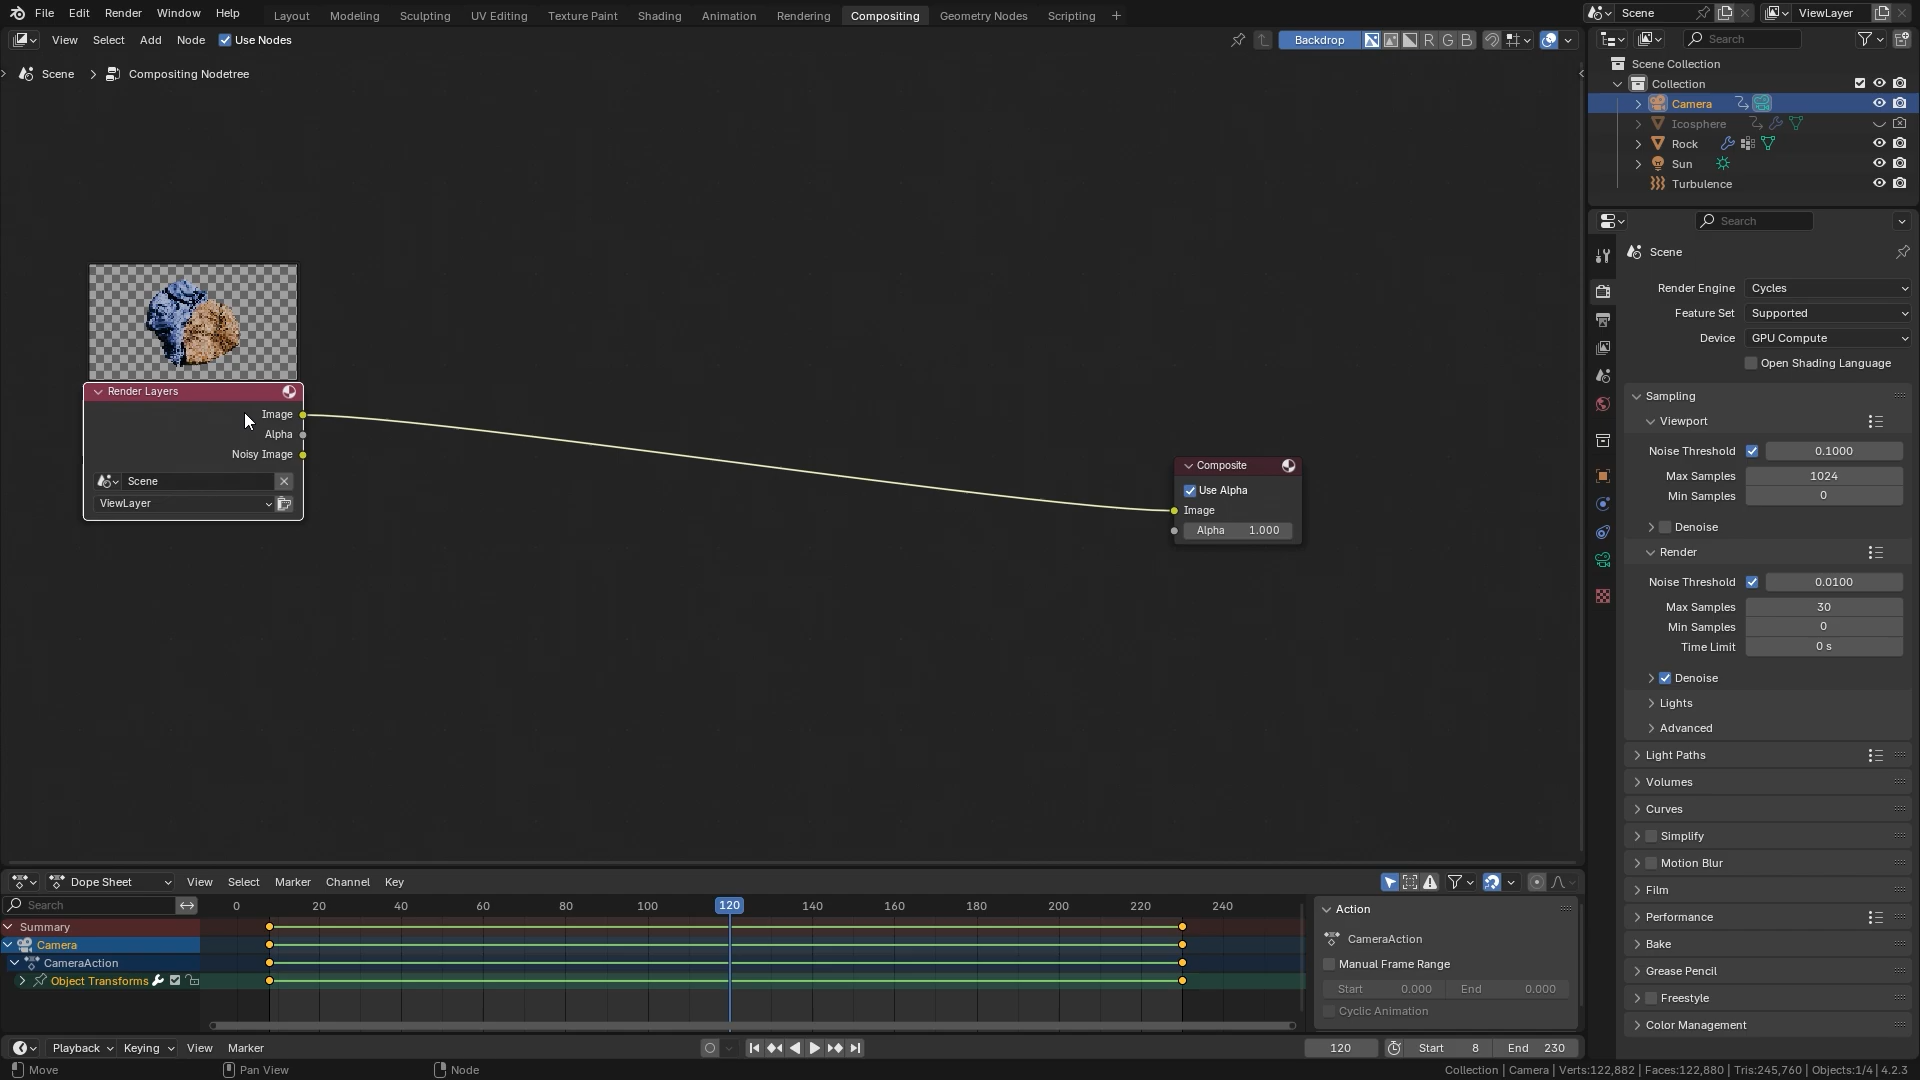 File Edit Render Window Help Layout Modeling Sculpting UV Editing Texture Paint Shading Animation Rendering Compositing Geometry Nodes Scripting + Scene ViewLayer
View Select Add Node Use Nodes Backdrop R G B Search
Scene > Compositing Nodetree
Scene Collection
Collection
Camera
Icosphere
Rock
Sun
Turbulence
Search
Scene
Render Engine Cycles
Feature Set Supported
Device GPU Compute
Open Shading Language
Sampling
Viewport
Noise Threshold 0.1000
Max Samples 1024
Min Samples 0
Denoise
Render
Noise Threshold 0.0100
Max Samples 30
Min Samples 0
Time Limit 0 s
Denoise
Lights
Advanced
Light Paths
Volumes
Curves
Simplify
Motion Blur
Film
Performance
Bake
Grease Pencil
Freestyle
Color Management
Render Layers
Image
Alpha
Noisy Image
Scene
ViewLayer
Composite
Use Alpha
Image
Alpha 1.000
Dope Sheet View Select Marker Channel Key
Search 0 20 40 60 80 100 120 140 160 180 200 220 240
Summary
Camera
CameraAction
Object Transforms
Action
CameraAction
Manual Frame Range
Start 0.000 End 0.000
Cyclic Animation
Playback Keying View Marker 120 Start 8 End 230
Move Pan View Node Collection | Camera | Verts:122,882 | Faces:122,880 | Tris:245,760 | Objects:1/4 | 4.2.3